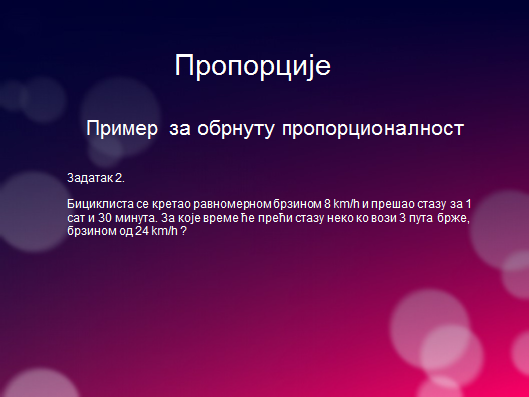 Пропорције
Пример за обрнуту пропорционалност
Задатак 2.
Бициклиста се кретао равномерном брзином 8 km/h и прешао стазу за 1
сат и 30 минута. За које време ће прећи стазу неко ко вози 3 пута брже,
брзином од 24 km/h ?